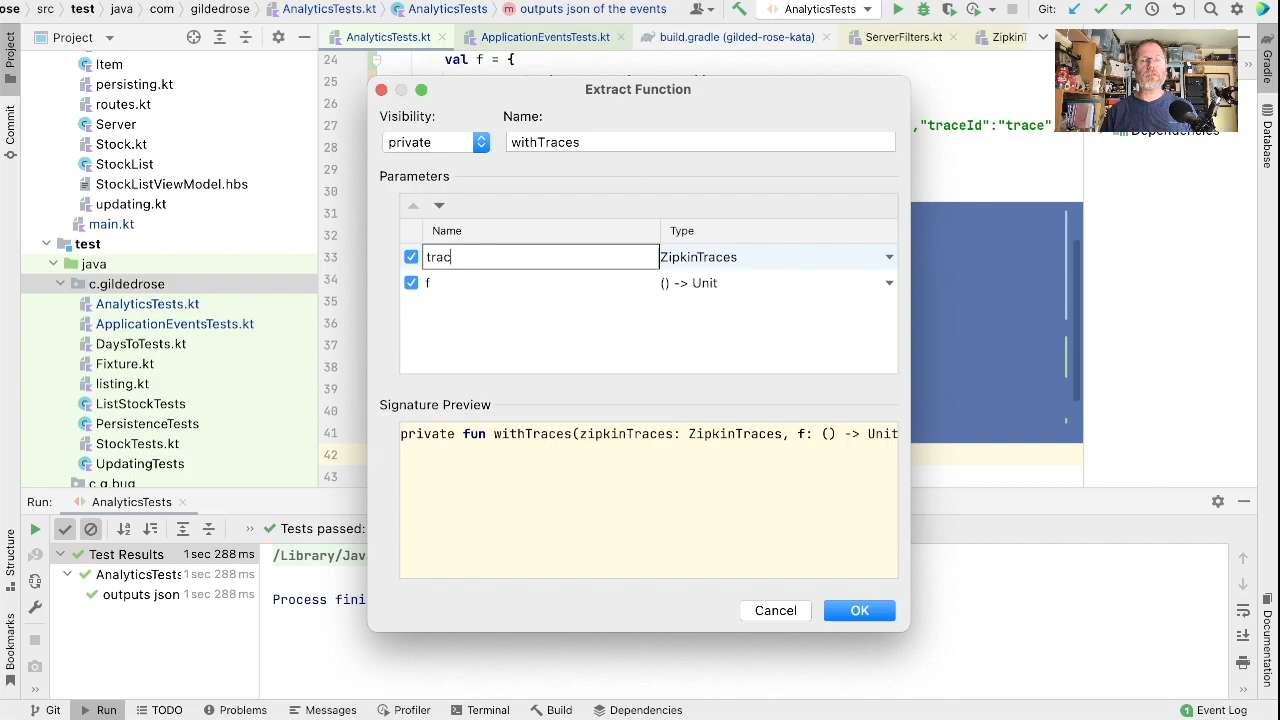 ose
src
test
java
com
gildedrose
AnalyticsTests.kt
AnalyticsTests
outputs json of the events
AnalyticsTests
Git:
Project
AnalyticsTests.kt
ApplicationEventsTests.kt
build.gradle (gilded-rose-kata)
ServerFilters.kt
Project
Commit
Item
persisting.kt
routes.kt
Server
Stock.kt
StockList
StockListViewModel.hbs
updating.kt
main.kt
test
java
c.gildedrose
AnalyticsTests.kt
ApplicationEventsTests.kt
DaysToTests.kt
Fixture.kt
listing.kt
ListStockTests
PersistenceTests
StockTests.kt
UpdatingTests
c.g.bug
24
25
26
27
28
29
30
31
32
33
34
35
36
37
38
39
40
41
42
43
val f = {
,"traceId":"trace"
Extract Function
Visibility:
Name:
private
withTraces
Parameters
Name
Type
trac
ZipkinTraces
f
() -> Unit
Signature Preview
private fun withTraces(zipkinTraces: ZipkinTraces, f: () -> Unit
Cancel
OK
Dependencies
Gradle
Database
Documentation
Run:
AnalyticsTests
Tests passed:
Test Results
1 sec 288 ms
AnalyticsTests
1 sec 288 ms
outputs json
1 sec 288 ms
/Library/Jav
Process fini
Structure
Bookmarks
Git
Run
TODO
Problems
Messages
Profiler
Terminal
Build
Dependencies
1
Event Log